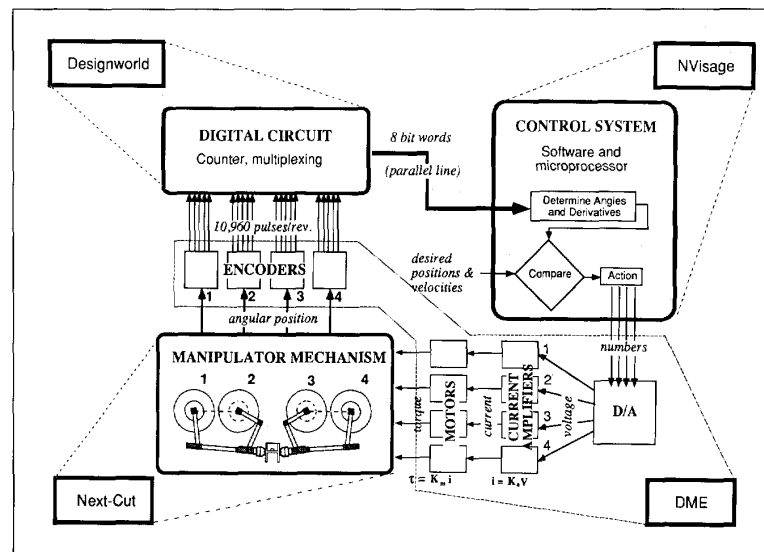 Designworld
NVisage
DIGITAL CIRCUIT
Counter, multiplexing
8 bit words
(parallel line)
CONTROL SYSTEM
Software and
microprocessor
Determine Angies and
Derivatives
10,960 pulses/rev.
ENCODERS
1 2 3 4
angular position
desired
positions &
velocities
Compare
Action
numbers
MANIPULATOR MECHANISM
1 2 3 4
torque
MOTORS
current
CURRENT
AMPLIFIERS
1
2
3
4
voltage
D/A
τ = Kₘ i
i = Kₐv
Next-Cut
DME